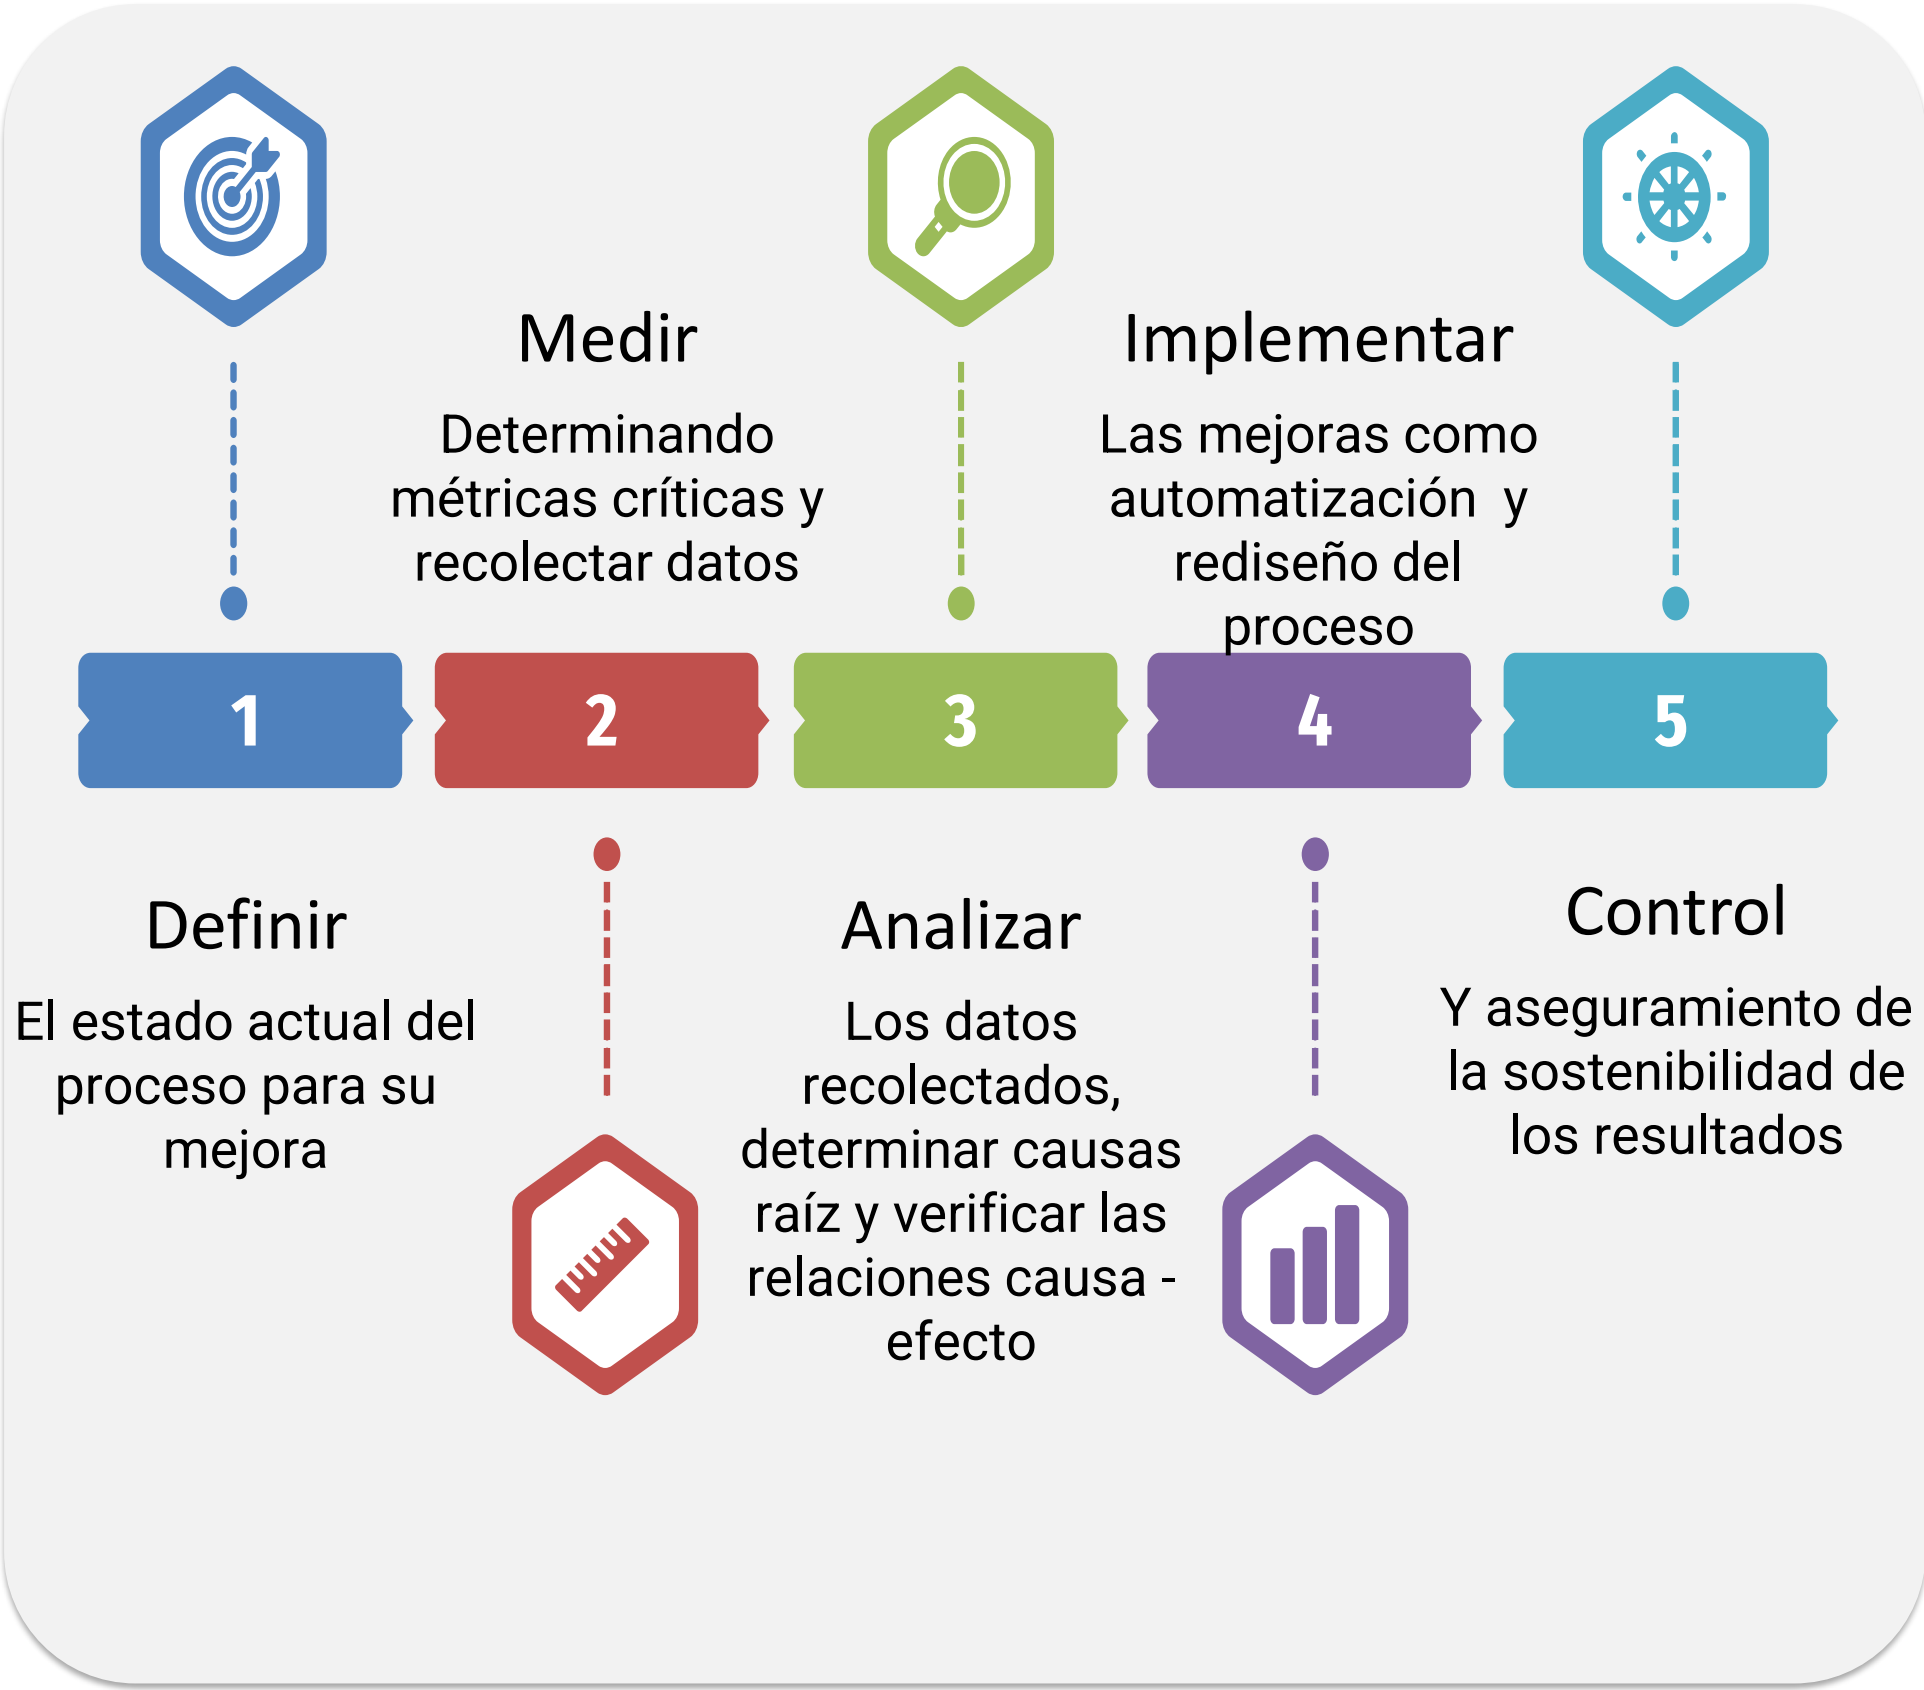 Medir
Determinando
métricas críticas y
recolectar datos
Implementar
Las mejoras como
automatización y
rediseño del
proceso
1
2
3
4
5
Definir
El estado actual del
proceso para su
mejora
Analizar
Los datos
recolectados,
determinar causas
raíz y verificar las
relaciones causa -
efecto
Control
Y aseguramiento de
la sostenibilidad de
los resultados